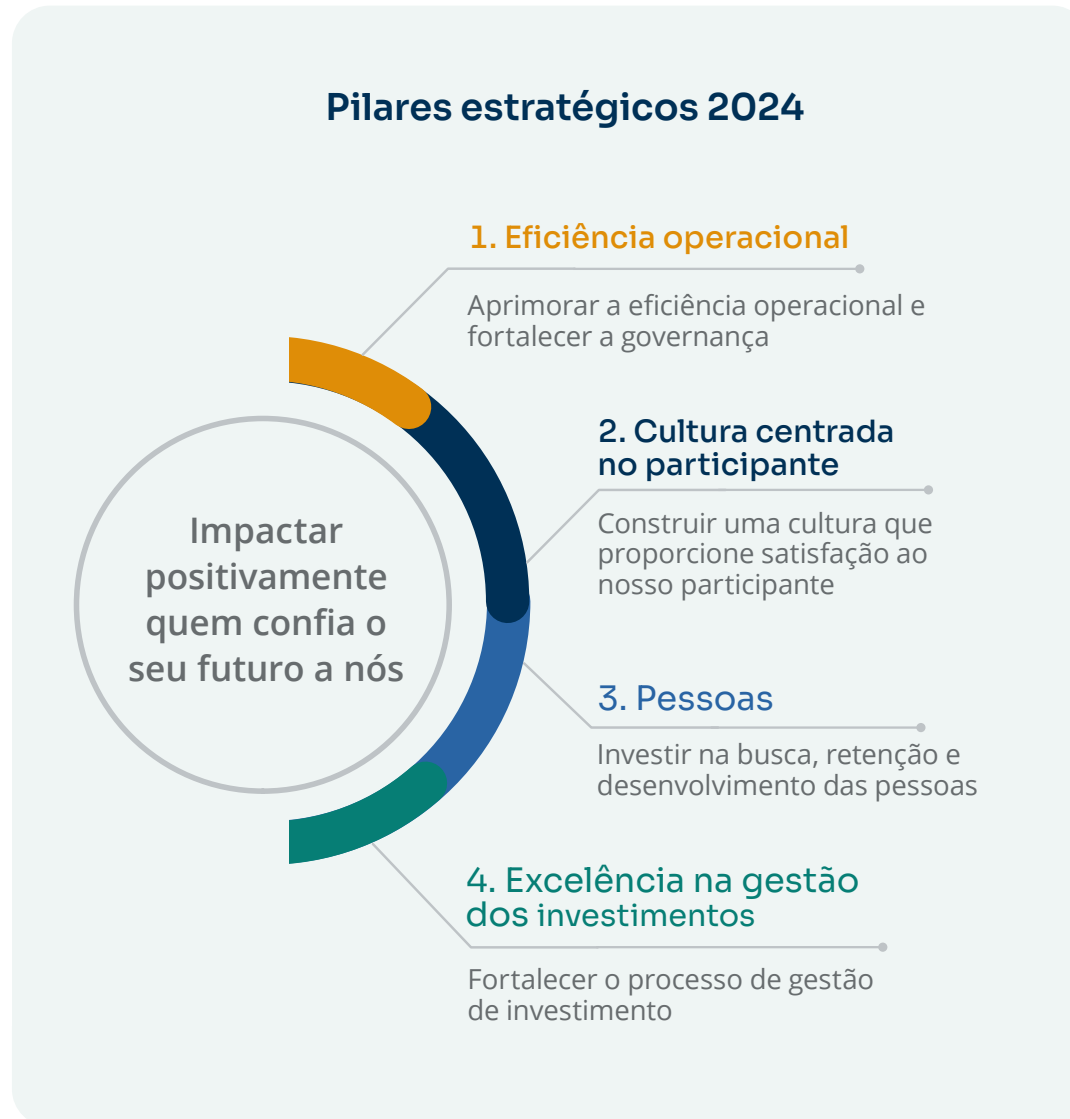 Pilares estratégicos 2024
1. Eficiência operacional
Aprimorar a eficiência operacional e
fortalecer a governança
2. Cultura centrada
no participante
Construir uma cultura que
proporcione satisfação ao
nosso participante
Impactar
positivamente
quem confia o
seu futuro a nós
3. Pessoas
Investir na busca, retenção e
desenvolvimento das pessoas
4. Excelência na gestão
dos investimentos
Fortalecer o processo de gestão
de investimento